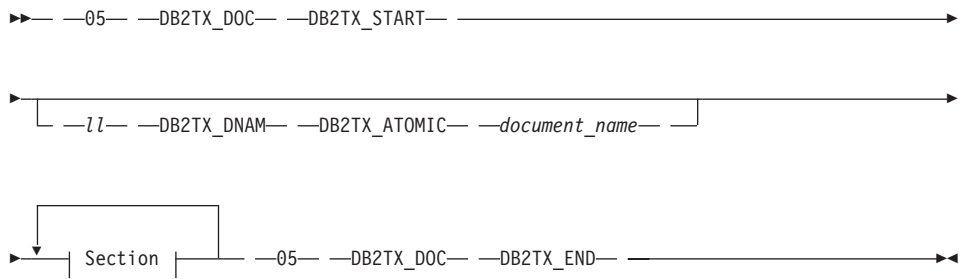 05 DB2TX_DOC DB2TX_START
ll DB2TX_DNAM DB2TX_ATOMIC document_name
Section 05 DB2TX_DOC DB2TX_END